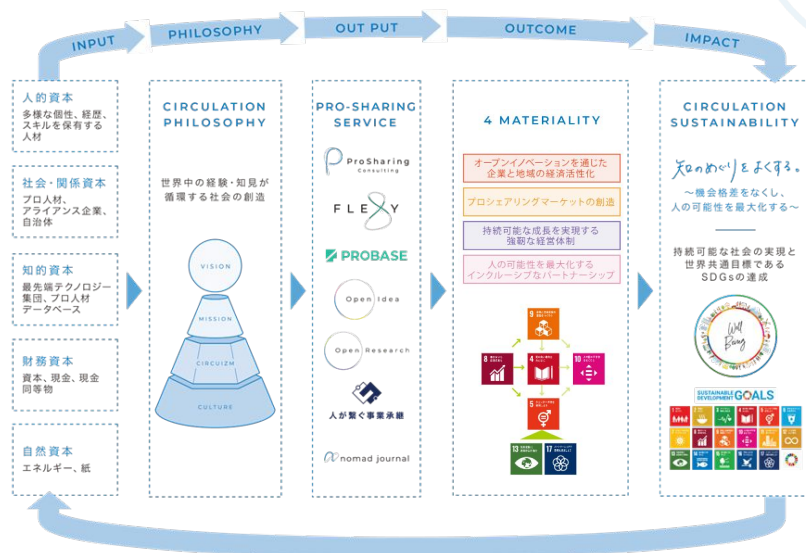 INPUT
PHILOSOPHY
OUT PUT
OUTCOME
IMPACT
人的資本
多様な個性、経歴、
スキルを保有する
人材
社会・関係資本
プロ人材、
アライアンス企業、
自治体
知的資本
最先端テクノロジー
集団、プロ人材
データベース
財務資本
資本、現金、現金
同等物
自然資本
エネルギー、紙
CIRCULATION
PHILOSOPHY
世界中の経験・知見が
循環する社会の創造
VISION
MISSION
CIRCUIZM
CULTURE
PRO-SHARING
SERVICE
ProSharing
Consulting
FLEXY
PROBASE
Open Idea
Open Research
人が繋ぐ事業承継
nomad journal
4 MATERIALITY
オープンイノベーションを通じた
企業と地域の経済活性化
プロシェアリングマーケットの創造
持続可能な成長を実現する
強靭な経営体制
人の可能性を最大化する
インクルーシブなパートナーシップ
9
8
4
10
5
13
17
CIRCULATION
SUSTAINABILITY
知のめぐりをよくする。
〜機会格差をなくし、
人の可能性を最大化する〜
持続可能な社会の実現と
世界共通目標である
SDGsの達成
Well
Being
SUSTAINABLE
DEVELOPMENT
GOALS